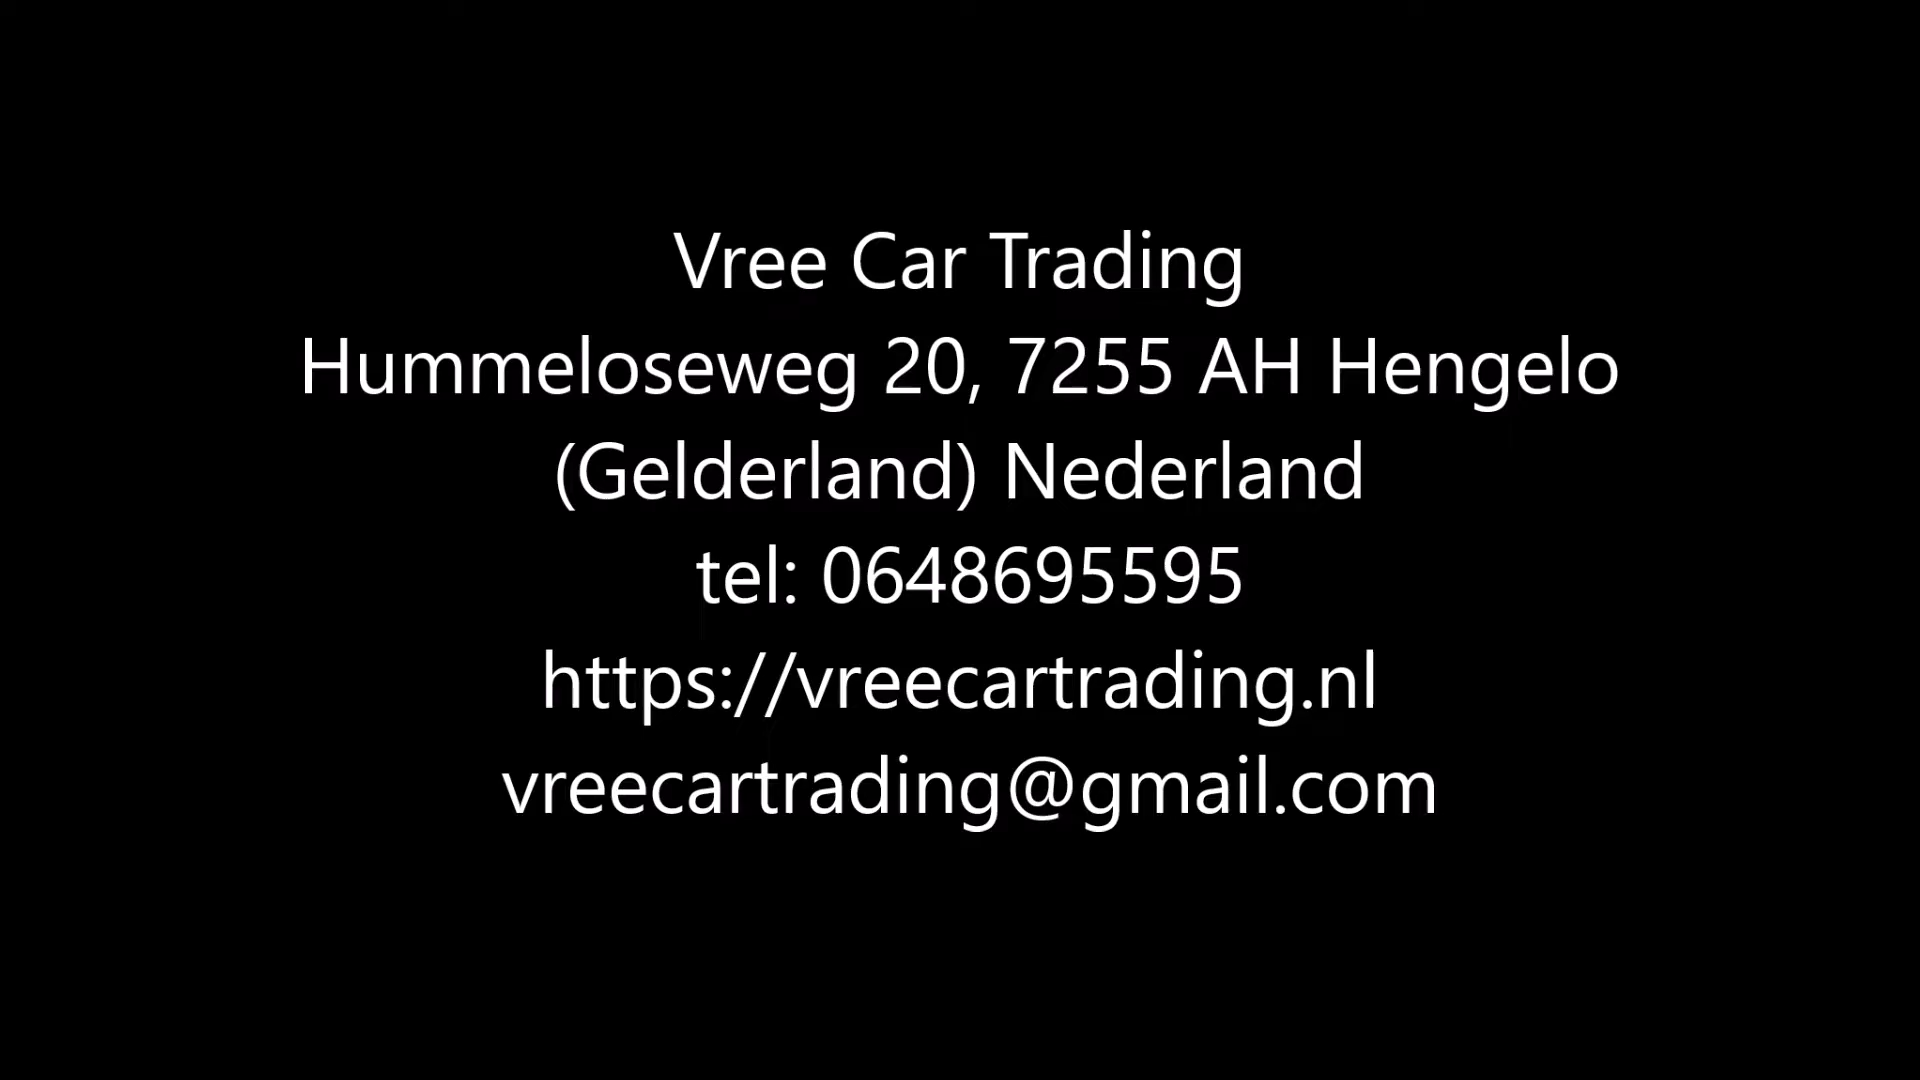 Vree Car Trading
Hummeloseweg 20, 7255 AH Hengelo
(Gelderland) Nederland
tel: 0648695595
https://vreecartrading.nl
vreecartrading@gmail.com